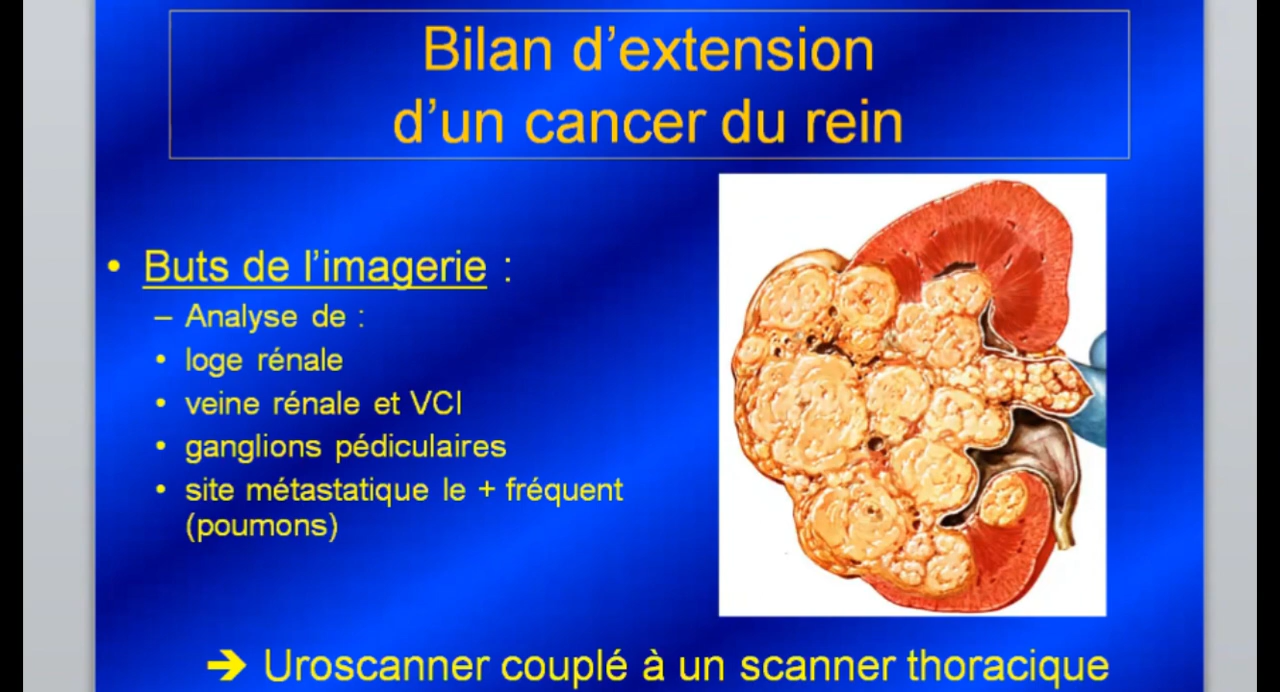 Bilan d’extension
d’un cancer du rein
• Buts de l’imagerie :
– Analyse de :
• loge rénale
• veine rénale et VCI
• ganglions pédiculaires
• site métastatique le + fréquent
(poumons)
➔ Uroscanner couplé à un scanner thoracique